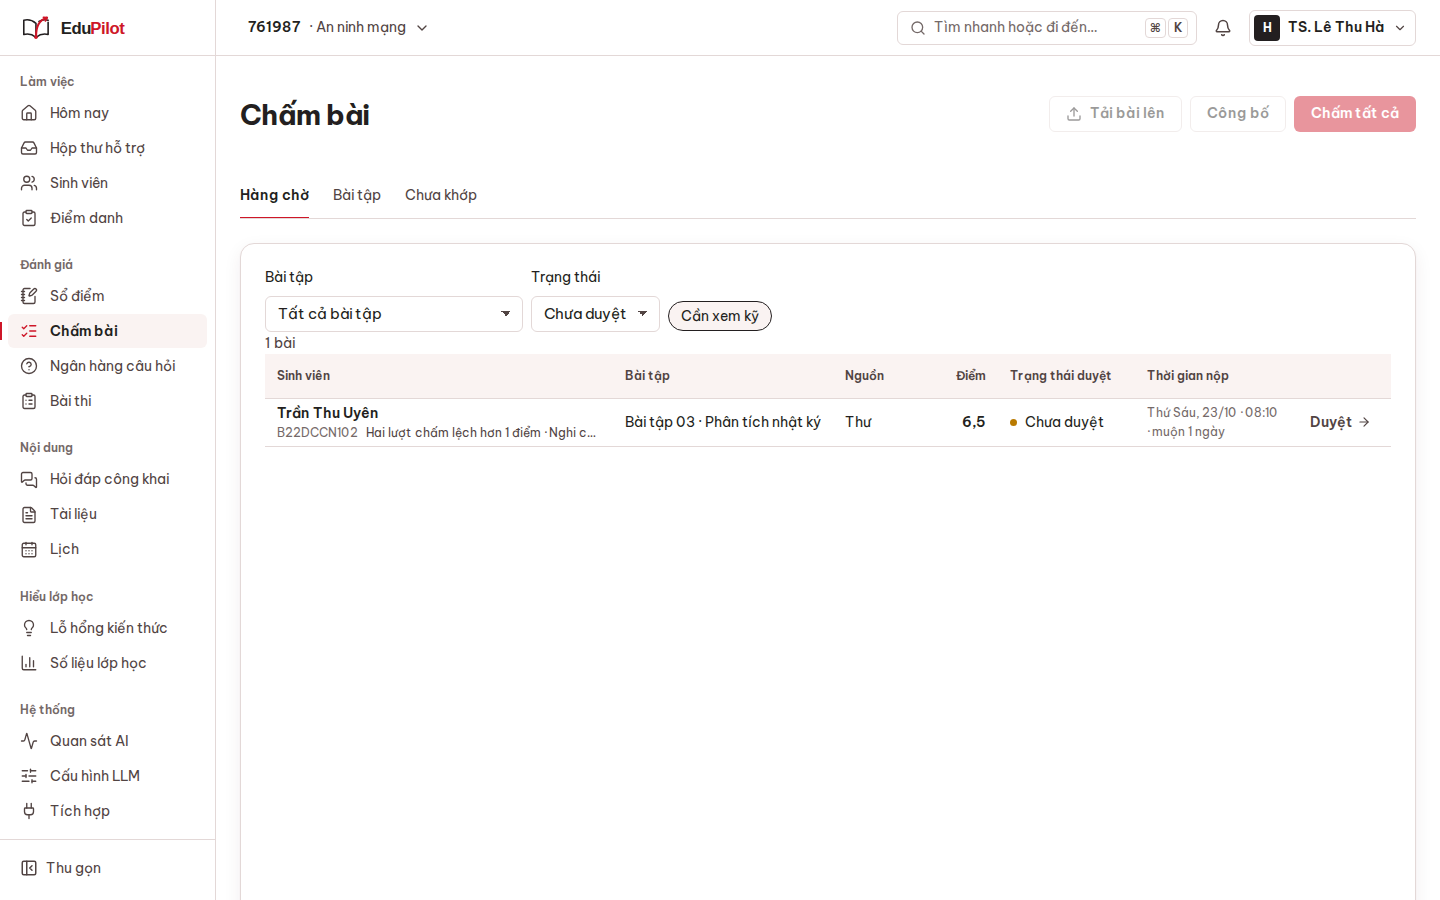 EduPilot
761987 · An ninh mạng
Tìm nhanh hoặc đi đến...
⌘ K
H TS. Lê Thu Hà
Làm việc
Hôm nay
Hộp thư hỗ trợ
Sinh viên
Điểm danh
Đánh giá
Sổ điểm
Chấm bài
Ngân hàng câu hỏi
Bài thi
Nội dung
Hỏi đáp công khai
Tài liệu
Lịch
Hiểu lớp học
Lỗ hổng kiến thức
Số liệu lớp học
Hệ thống
Quan sát AI
Cấu hình LLM
Tích hợp
Thu gọn
Chấm bài
Tải bài lên
Công bố
Chấm tất cả
Hàng chờ Bài tập Chưa khớp
Bài tập Trạng thái
Tất cả bài tập Chưa duyệt Cần xem kỹ
1 bài
Sinh viên Bài tập Nguồn Điểm Trạng thái duyệt Thời gian nộp
Trần Thu Uyên
B22DCCN102 Hai lượt chấm lệch hơn 1 điểm · Nghi c...
Bài tập 03 · Phân tích nhật ký Thư 6,5 Chưa duyệt
Thứ Sáu, 23/10 · 08:10
· muộn 1 ngày
Duyệt →